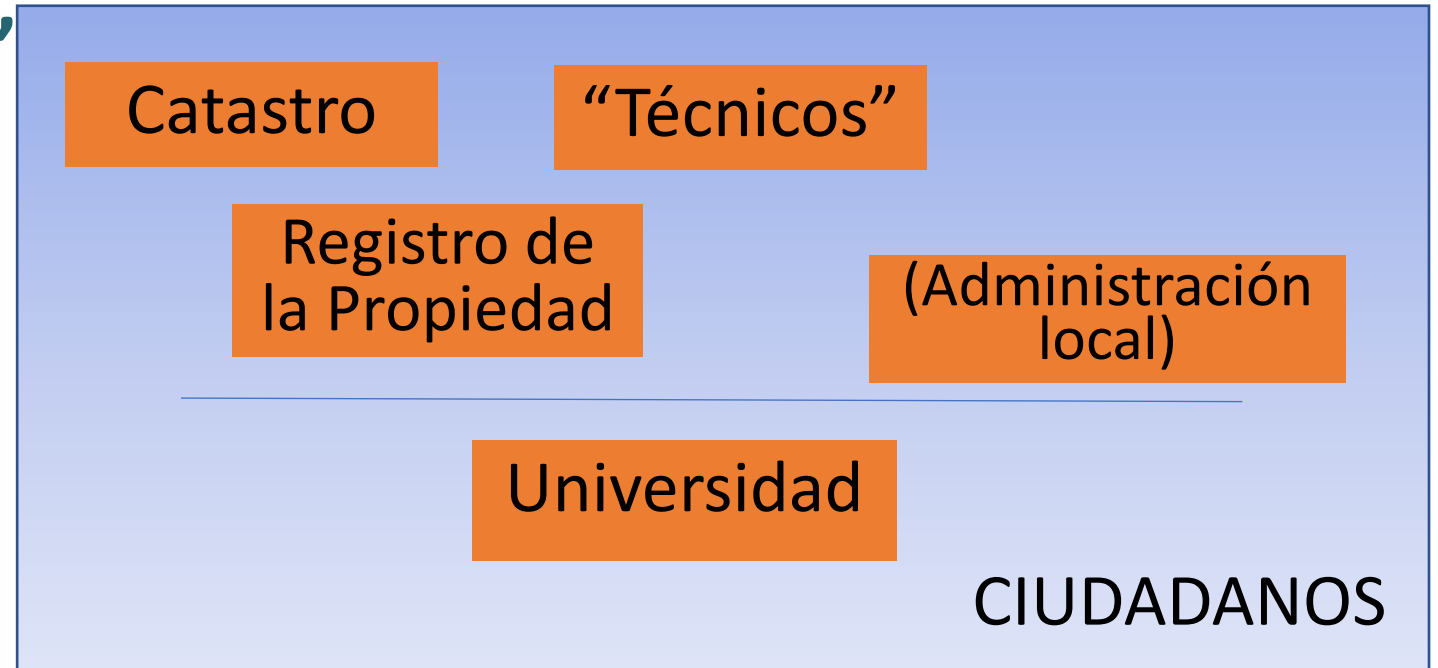 ”
Catastro
“Técnicos”
Registro de
la Propiedad
(Administración
local)
Universidad
CIUDADANOS